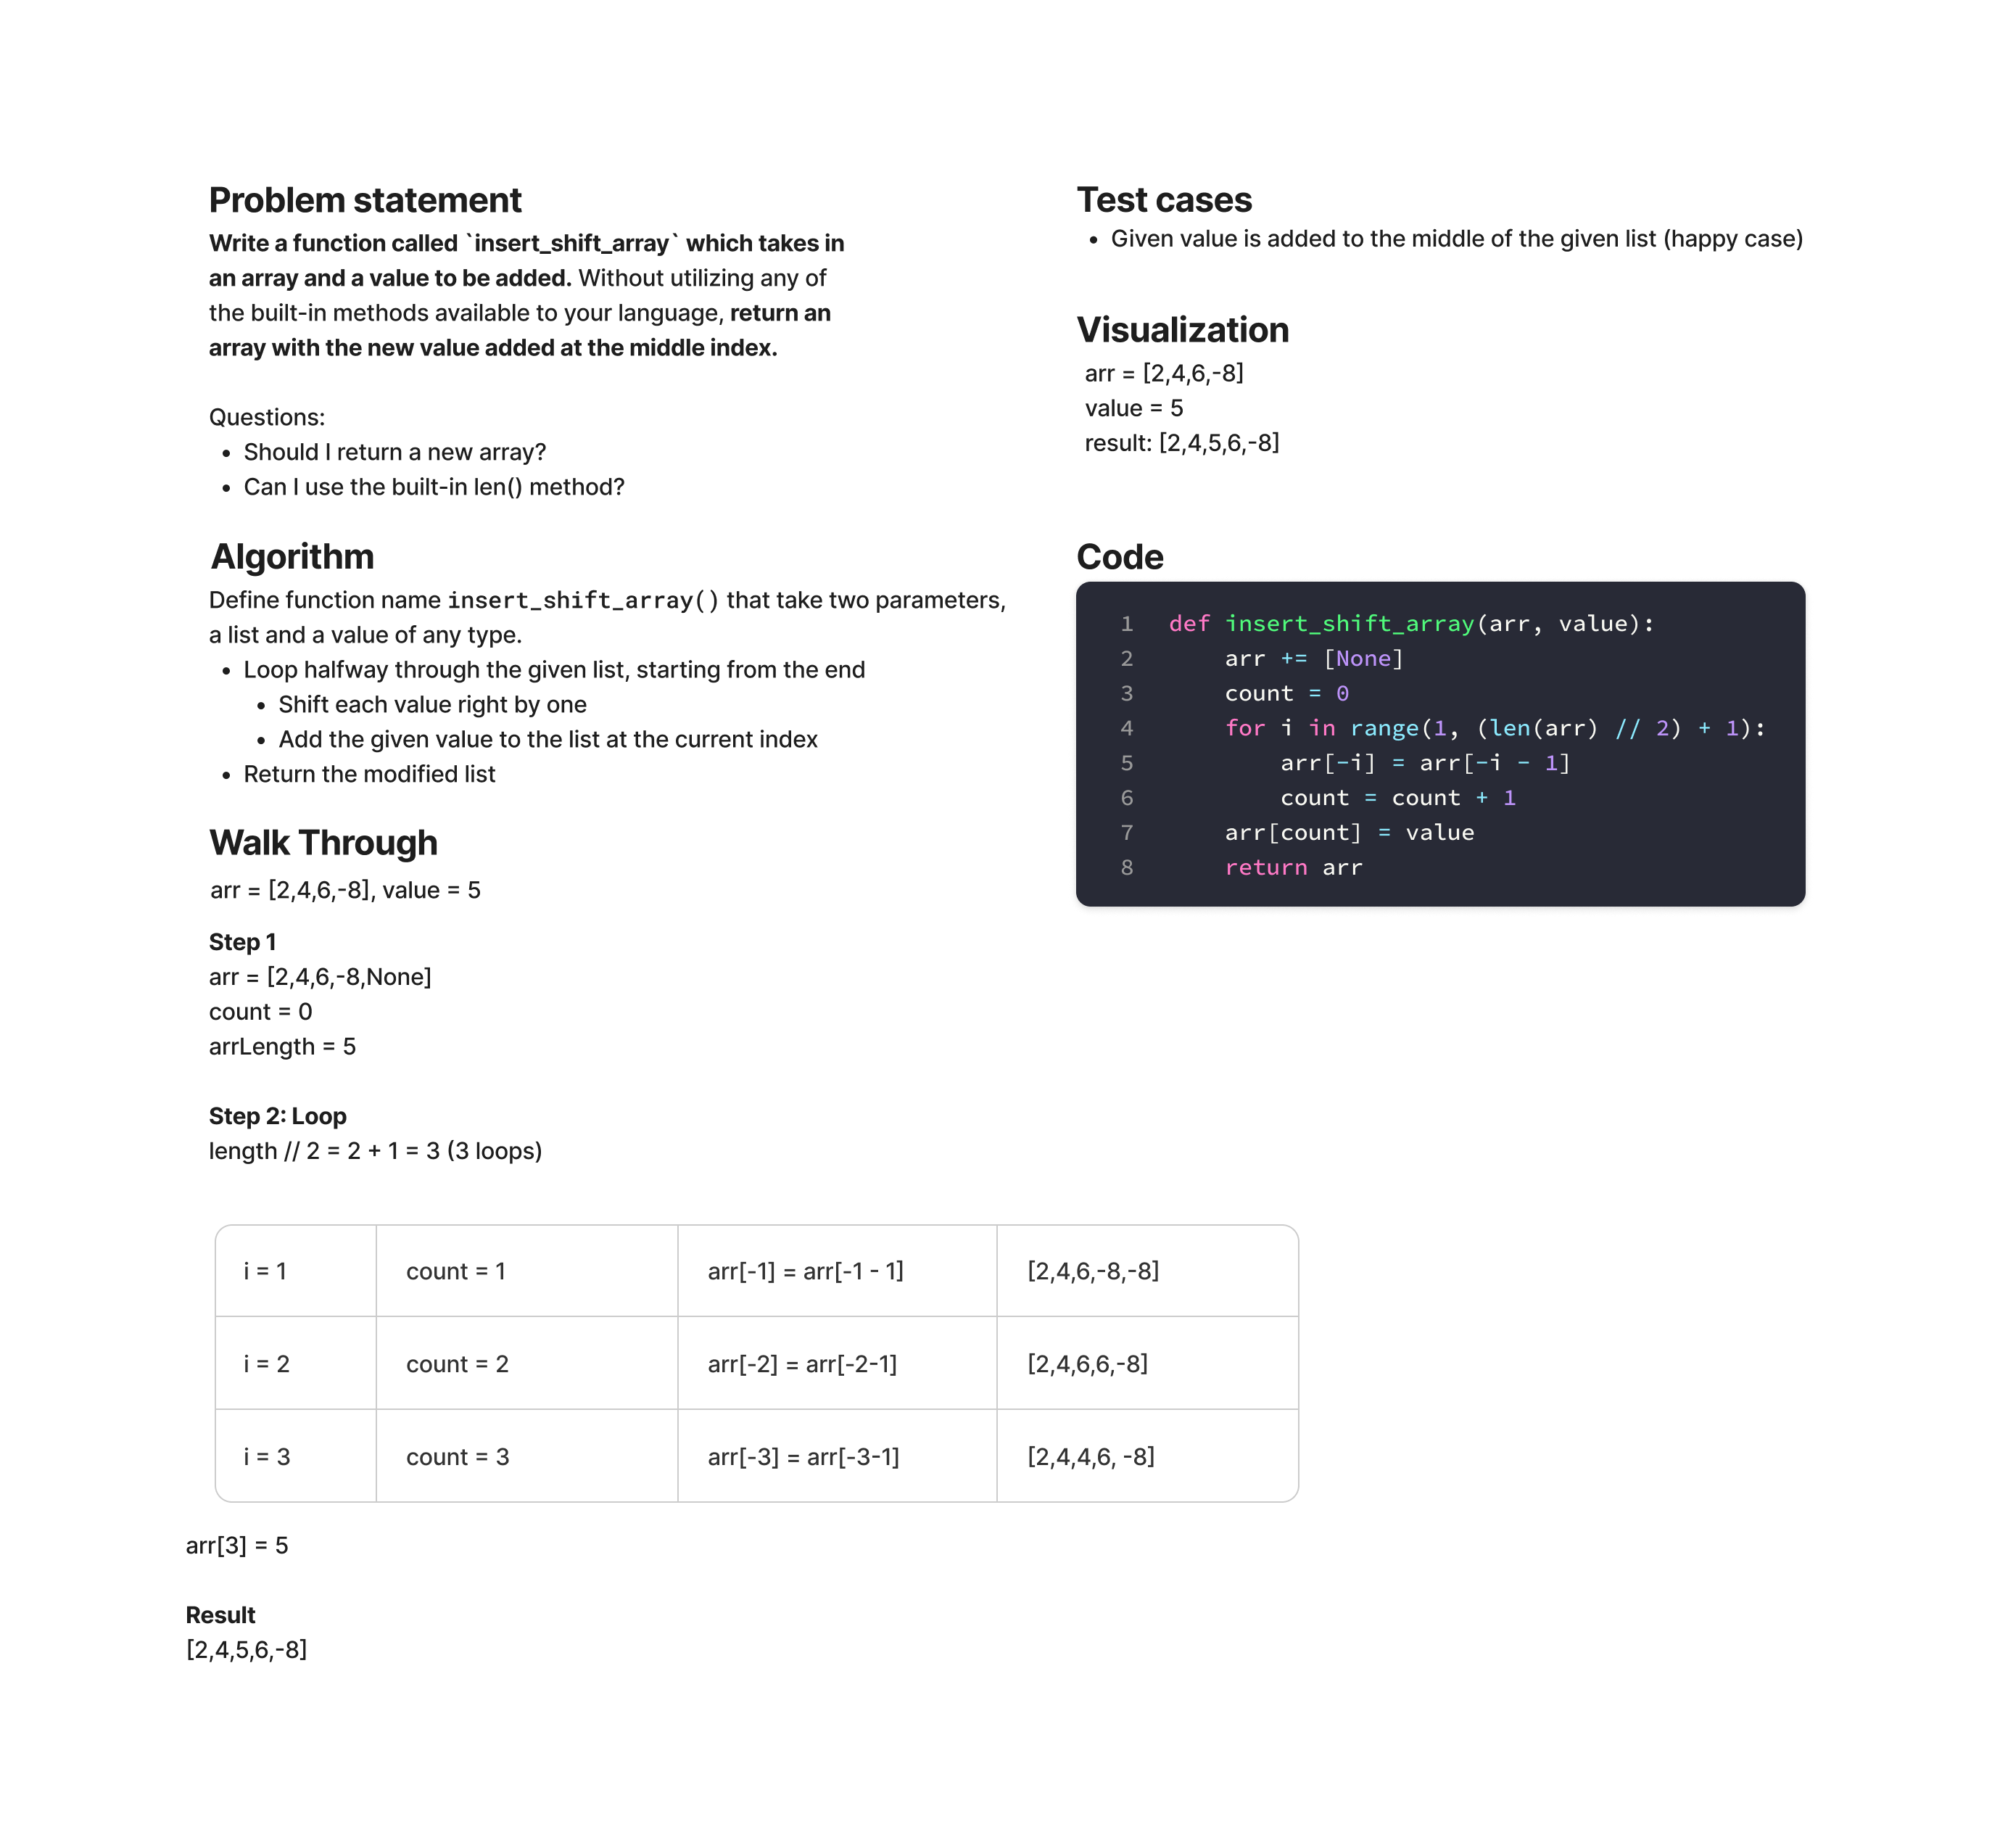 Problem statement
Write a function called `insert_shift_array` which takes in
an array and a value to be added. Without utilizing any of
the built-in methods available to your language, return an
array with the new value added at the middle index.
Questions:
• Should I return a new array?
• Can I use the built-in len() method?
Algorithm
Define function name insert_shift_array() that take two parameters,
a list and a value of any type.
• Loop halfway through the given list, starting from the end
• Shift each value right by one
• Add the given value to the list at the current index
• Return the modified list
Walk Through
arr = [2,4,6,-8], value = 5
Step 1
arr = [2,4,6,-8,None]
count = 0
arrLength = 5
Step 2: Loop
length // 2 = 2 + 1 = 3 (3 loops)
i = 1 count = 1 arr[-1] = arr[-1 - 1] [2,4,6,-8,-8]
i = 2 count = 2 arr[-2] = arr[-2-1] [2,4,6,6,-8]
i = 3 count = 3 arr[-3] = arr[-3-1] [2,4,4,6, -8]
arr[3] = 5
Result
[2,4,5,6,-8]
Test cases
• Given value is added to the middle of the given list (happy case)
Visualization
arr = [2,4,6,-8]
value = 5
result: [2,4,5,6,-8]
Code
1 def insert_shift_array(arr, value):
2     arr += [None]
3     count = 0
4     for i in range(1, (len(arr) // 2) + 1):
5         arr[-i] = arr[-i - 1]
6         count = count + 1
7     arr[count] = value
8     return arr